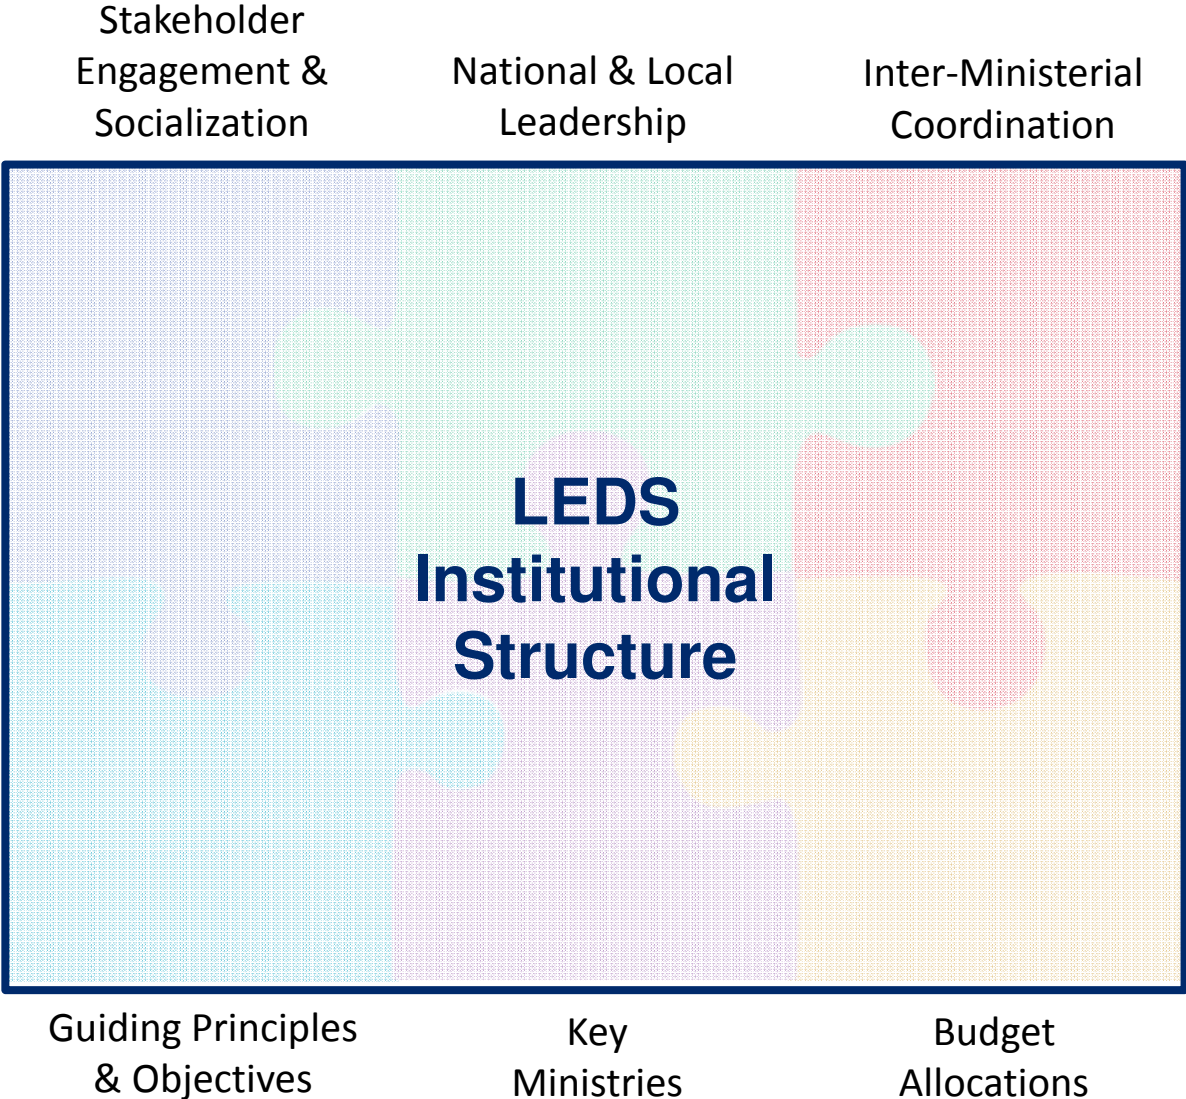 Stakeholder
Engagement &
Socialization
National & Local
Leadership
Inter-Ministerial
Coordination
LEDS
Institutional
Structure
Guiding Principles
& Objectives
Key
Ministries
Budget
Allocations